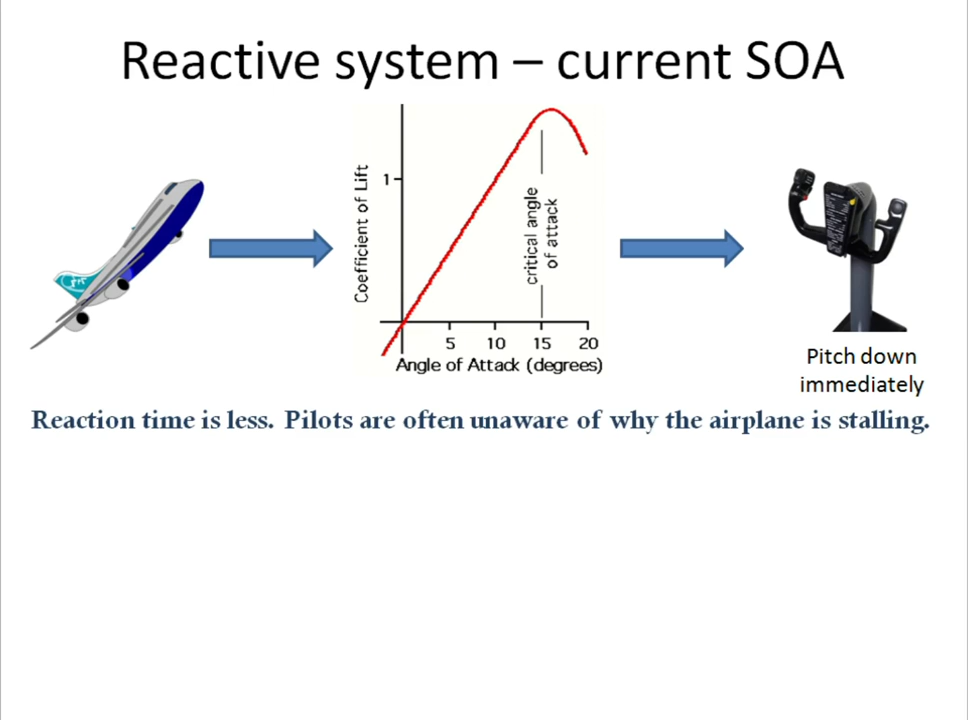 Reactive system – current SOA
Coefficient of Lift
1
critical angle
of attack
5 10 15 20
Angle of Attack (degrees)
Pitch down
immediately
Reaction time is less. Pilots are often unaware of why the airplane is stalling.